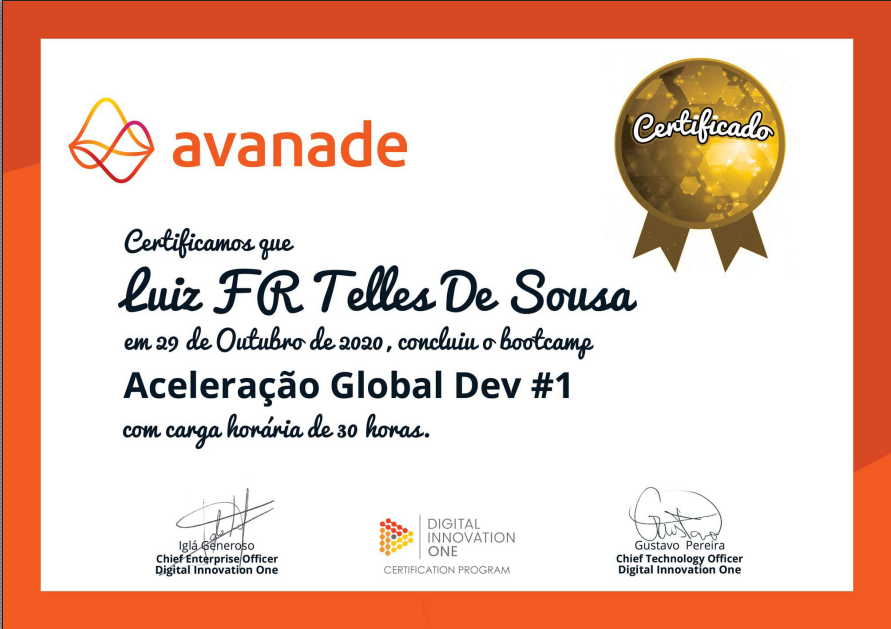 avanade
Certificado
Certificamos que
Luiz FR Telles De Sousa
em 29 de Outubro de 2020, concluiu o bootcamp
Aceleração Global Dev #1
com carga horária de 30 horas.
Iglá Generoso
Chief Enterprise Officer
Digital Innovation One
DIGITAL
INNOVATION
ONE
CERTIFICATION PROGRAM
Gustavo
Gustavo Pereira
Chief Technology Officer
Digital Innovation One